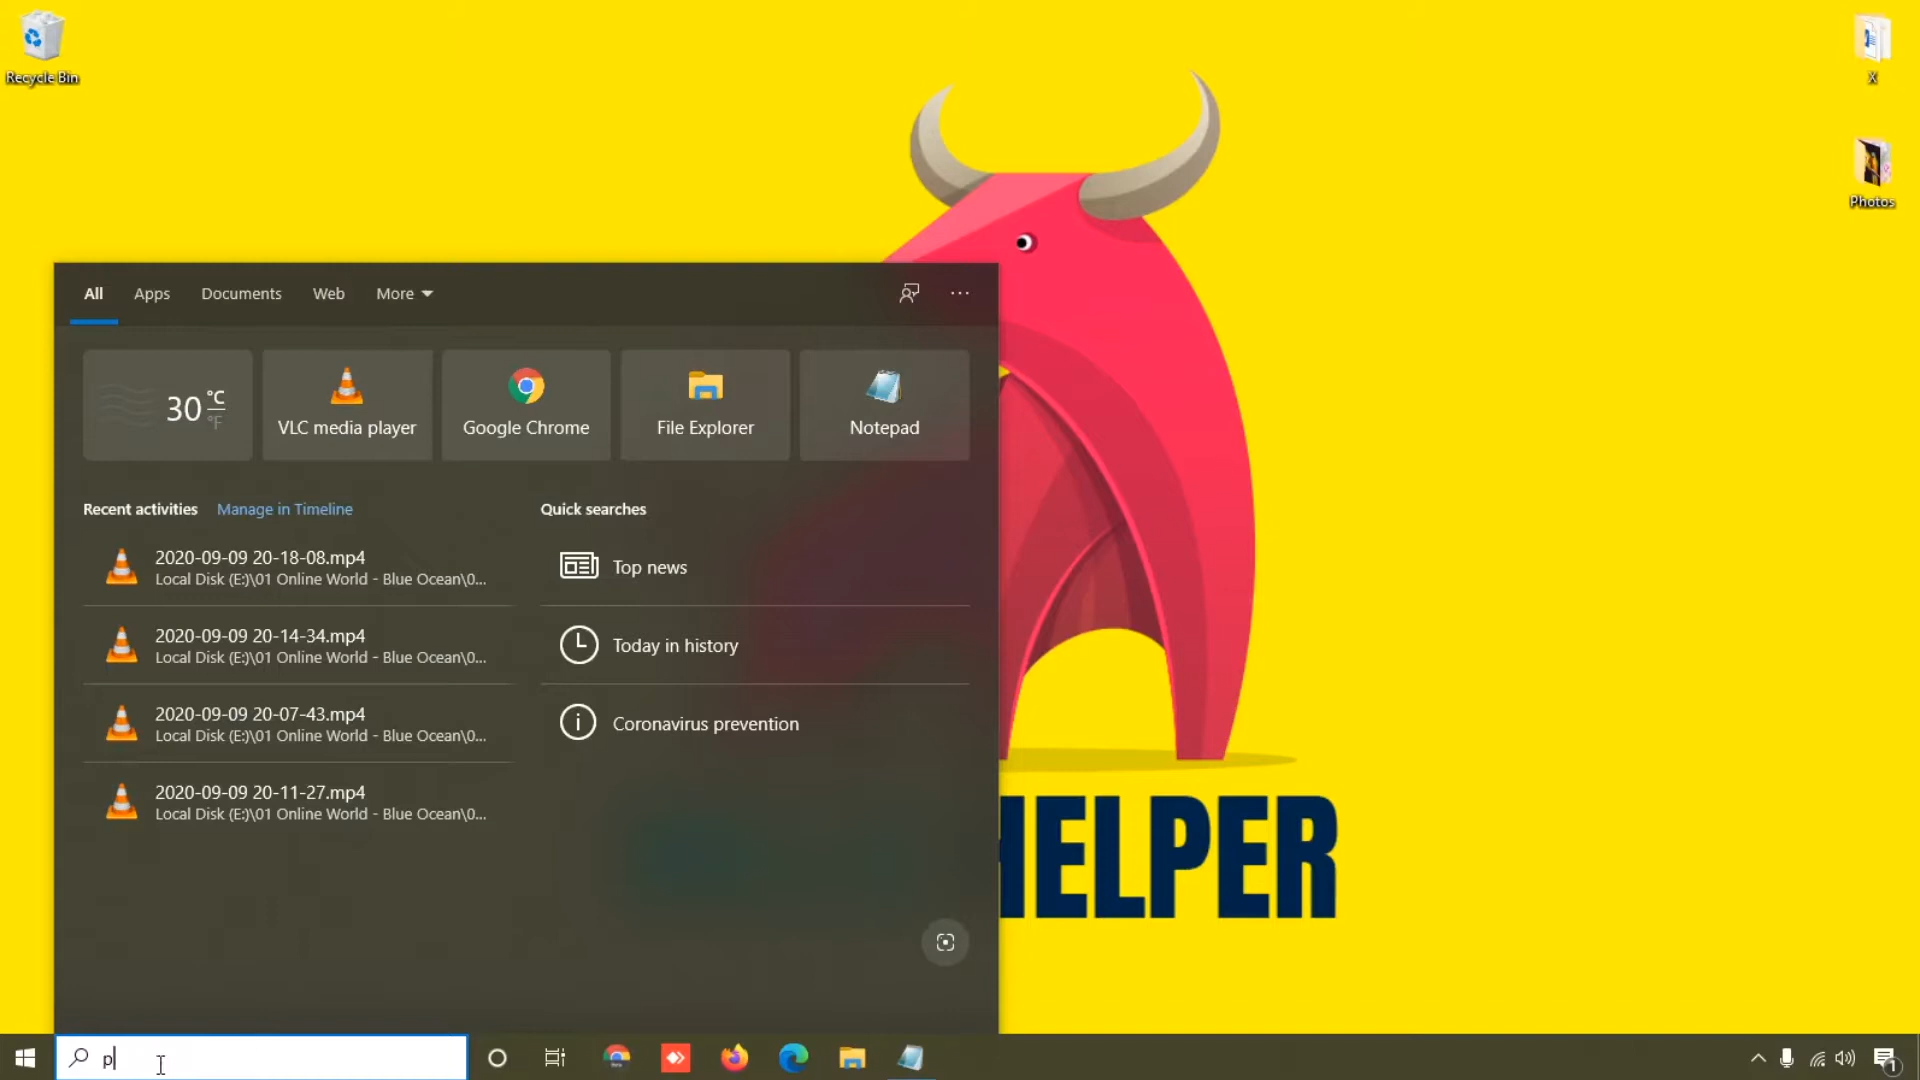 Recycle Bin
X
Photos
All Apps Documents Web More
30 °C
°F
VLC media player
Google Chrome
File Explorer
Notepad
Recent activities Manage in Timeline
Quick searches
2020-09-09 20-18-08.mp4
Local Disk (E:)\01 Online World - Blue Ocean\0...
Top news
2020-09-09 20-14-34.mp4
Local Disk (E:)\01 Online World - Blue Ocean\0...
Today in history
2020-09-09 20-07-43.mp4
Local Disk (E:)\01 Online World - Blue Ocean\0...
Coronavirus prevention
2020-09-09 20-11-27.mp4
Local Disk (E:)\01 Online World - Blue Ocean\0...
HELPER
p
1